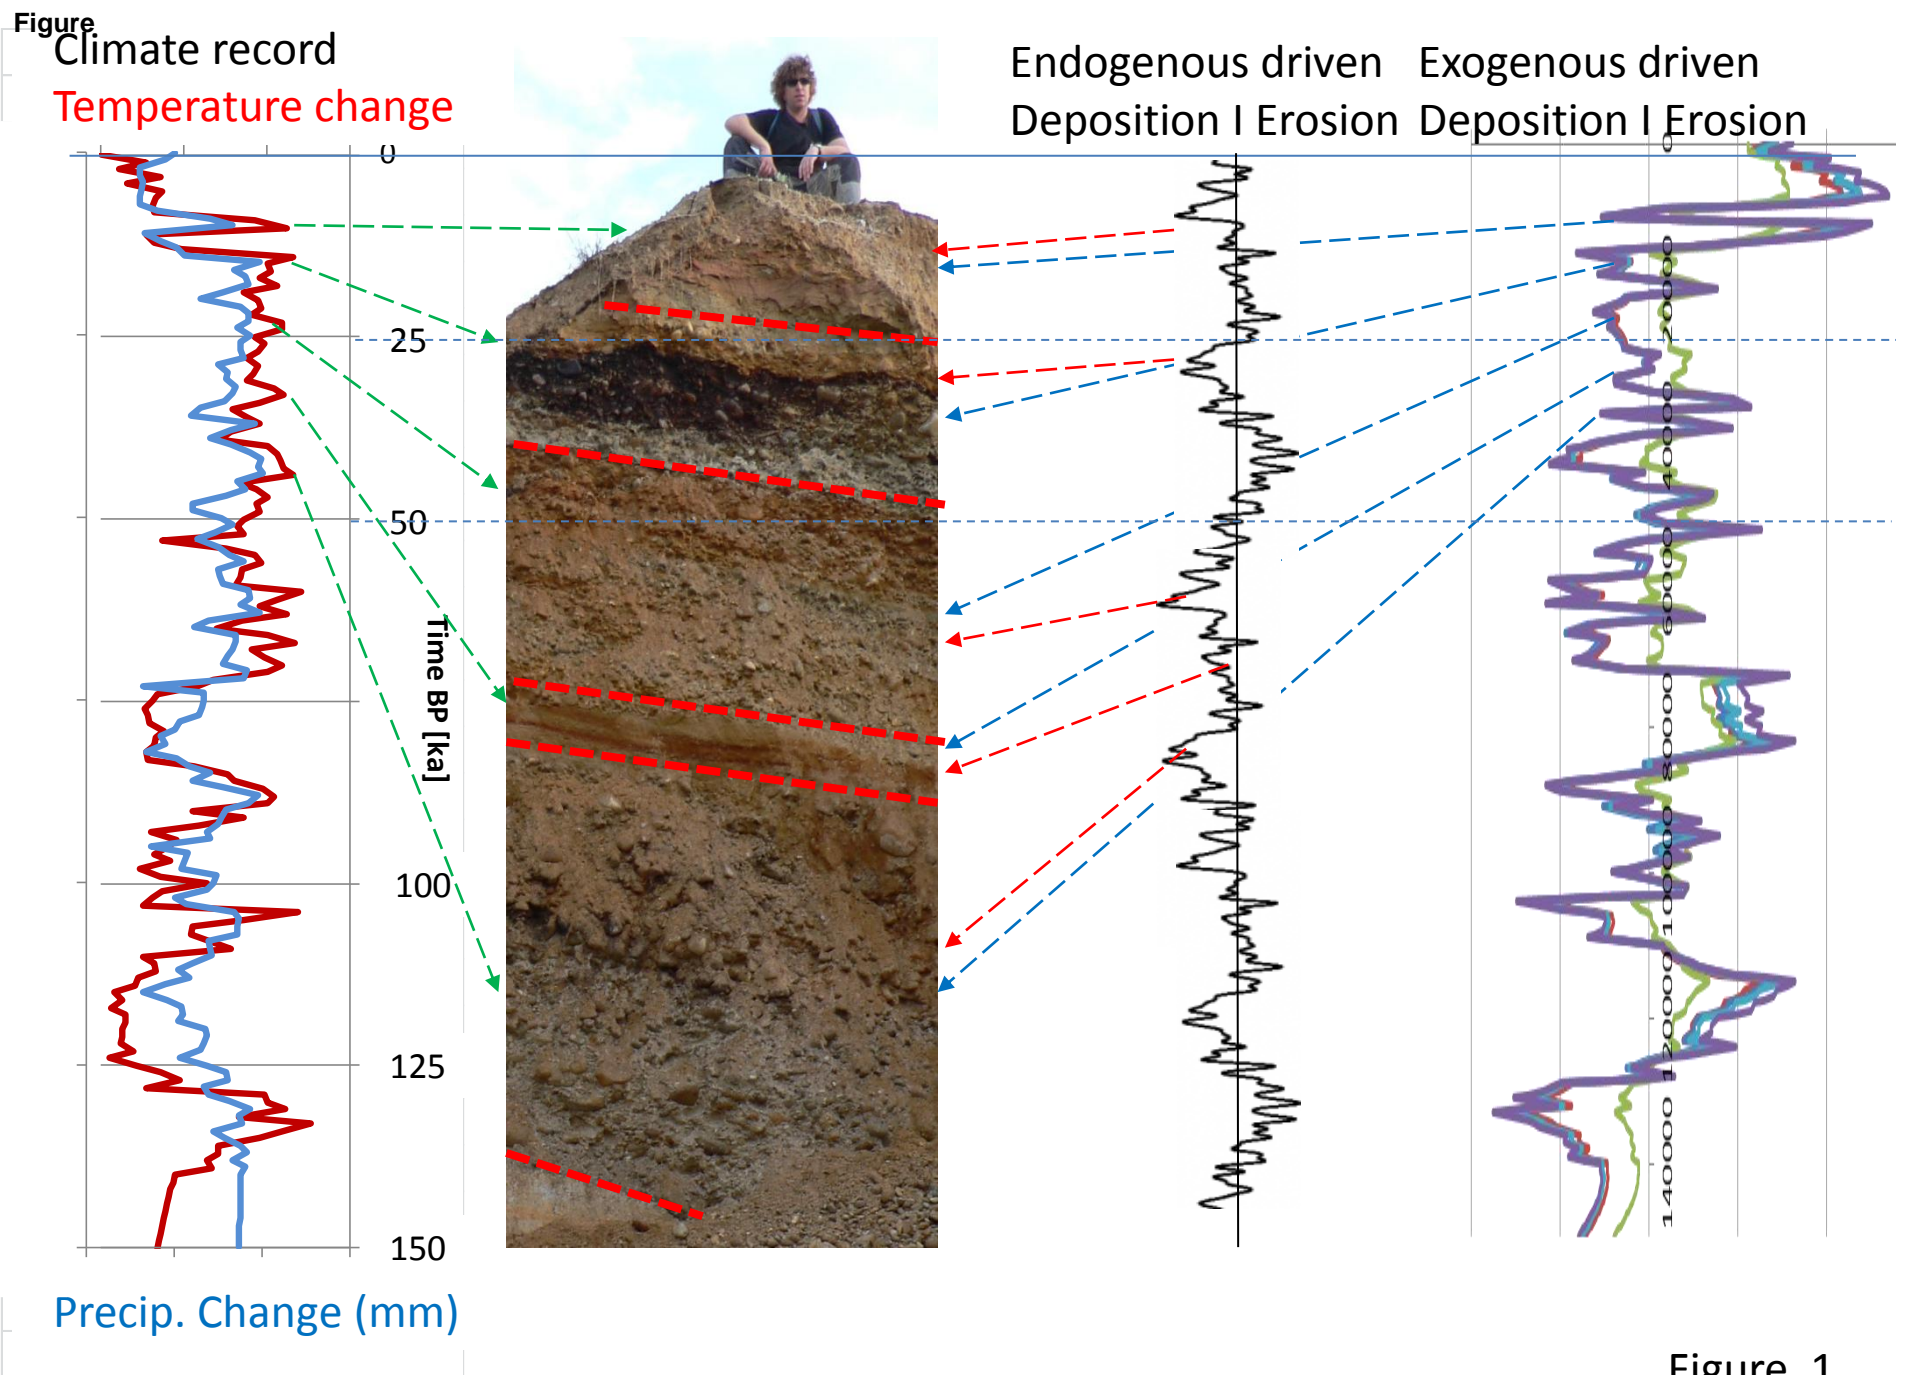 Figure
Climate record
Temperature change
Endogenous driven
Deposition I Erosion
Exogenous driven
Deposition I Erosion
0
25
50
100
125
150
Time BP [ka]
0
20000
40000
60000
80000
100000
120000
140000
Precip. Change (mm)
Figure 1